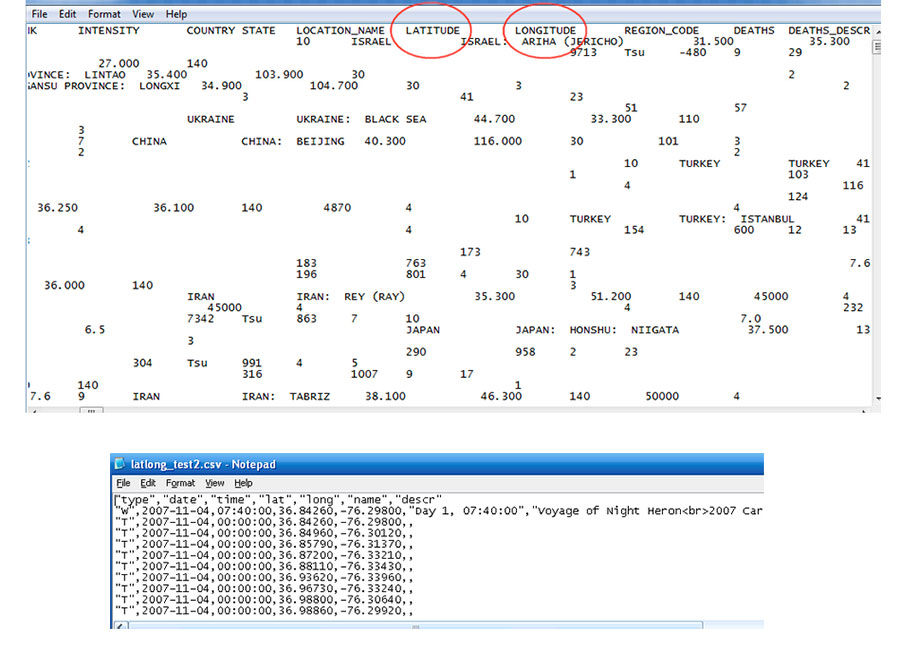 File Edit Format View Help
IK INTENSITY COUNTRY STATE LOCATION_NAME LATITUDE LONGITUDE REGION_CODE DEATHS DEATHS_DESCR
10 ISRAEL ISRAEL: ARIHA (JERICHO) 31.500 35.300
9713 Tsu -480 9 29
27.000 140
VINCE: LINTAO 35.400 103.900 30 2
GANSU PROVINCE: LONGXI 34.900 104.700 30 3 2
3 41 23
51 57
UKRAINE UKRAINE: BLACK SEA 44.700 33.300 110
3
7 CHINA CHINA: BEIJING 40.300 116.000 30 101 3
2 2
10 TURKEY TURKEY 41
1 103
4 116
124
36.250 36.100 140 4870 4 4
10 TURKEY TURKEY: ISTANBUL 41
4 4 154 600 12 13
173 743
183 763 7.6
196 801 4 30 1
36.000 140 3
IRAN IRAN: REY (RAY) 35.300 51.200 140 45000 4
45000 4 4 232
7342 Tsu 863 7 10 7.0
6.5 JAPAN JAPAN: HONSHU: NIIGATA 37.500 13
3
290 958 2 23
304 Tsu 991 4 5
316 1007 9 17
140 1
7.6 9 IRAN IRAN: TABRIZ 38.100 46.300 140 50000 4
latlong_test2.csv - Notepad
File Edit Format View Help
"type","date","time","lat","long","name","descr"
"W",2007-11-04,07:40:00,36.84260,-76.29800,"Day 1, 07:40:00","Voyage of Night Heron<br>2007 Car
"T",2007-11-04,00:00:00,36.84260,-76.29800,,
"T",2007-11-04,00:00:00,36.84960,-76.30120,,
"T",2007-11-04,00:00:00,36.85790,-76.31370,,
"T",2007-11-04,00:00:00,36.87200,-76.33210,,
"T",2007-11-04,00:00:00,36.88110,-76.33430,,
"T",2007-11-04,00:00:00,36.93620,-76.33960,,
"T",2007-11-04,00:00:00,36.96730,-76.33240,,
"T",2007-11-04,00:00:00,36.98800,-76.30640,,
"T",2007-11-04,00:00:00,36.98860,-76.29920,,